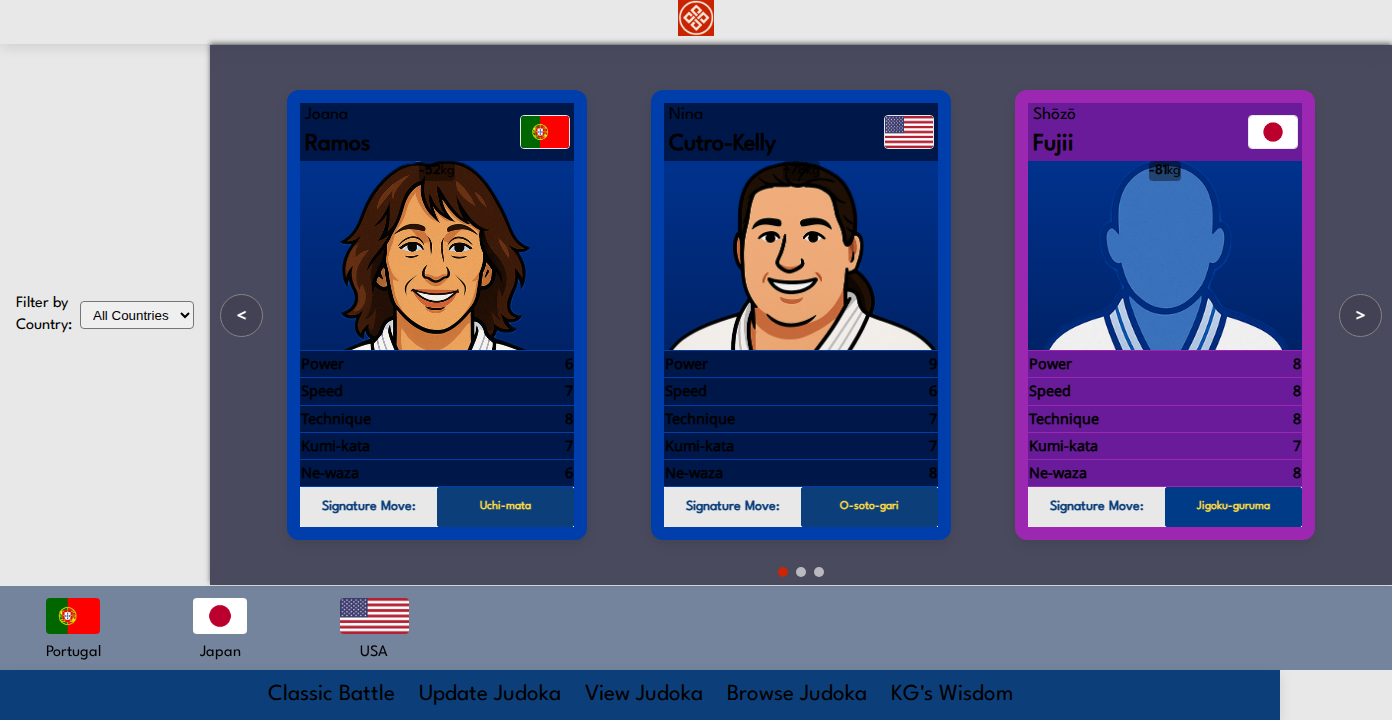 Filter by
Country:
All Countries
<
Joana
Ramos
-52kg
Power 6
Speed 7
Technique 8
Kumi-kata 7
Ne-waza 6
Signature Move: Uchi-mata
Nina
Cutro-Kelly
-78kg
Power 9
Speed 6
Technique 7
Kumi-kata 7
Ne-waza 8
Signature Move: O-soto-gari
Shōzō
Fujii
-81kg
Power 8
Speed 8
Technique 8
Kumi-kata 7
Ne-waza 8
Signature Move: Jigoku-guruma
>
Portugal
Japan
USA
Classic Battle Update Judoka View Judoka Browse Judoka KG's Wisdom